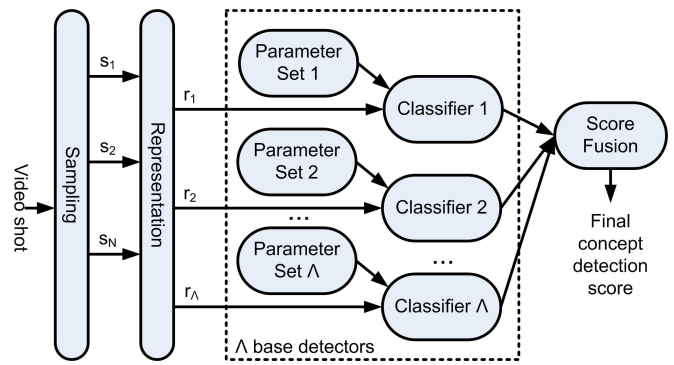 Video shot
Sampling
s1
s2
sN
Representation
r1
r2
rΛ
Parameter
Set 1
Classifier 1
Parameter
Set 2
Classifier 2
...
Parameter
Set Λ
...
Classifier Λ
Λ base detectors
Score
Fusion
Final
concept
detection
score